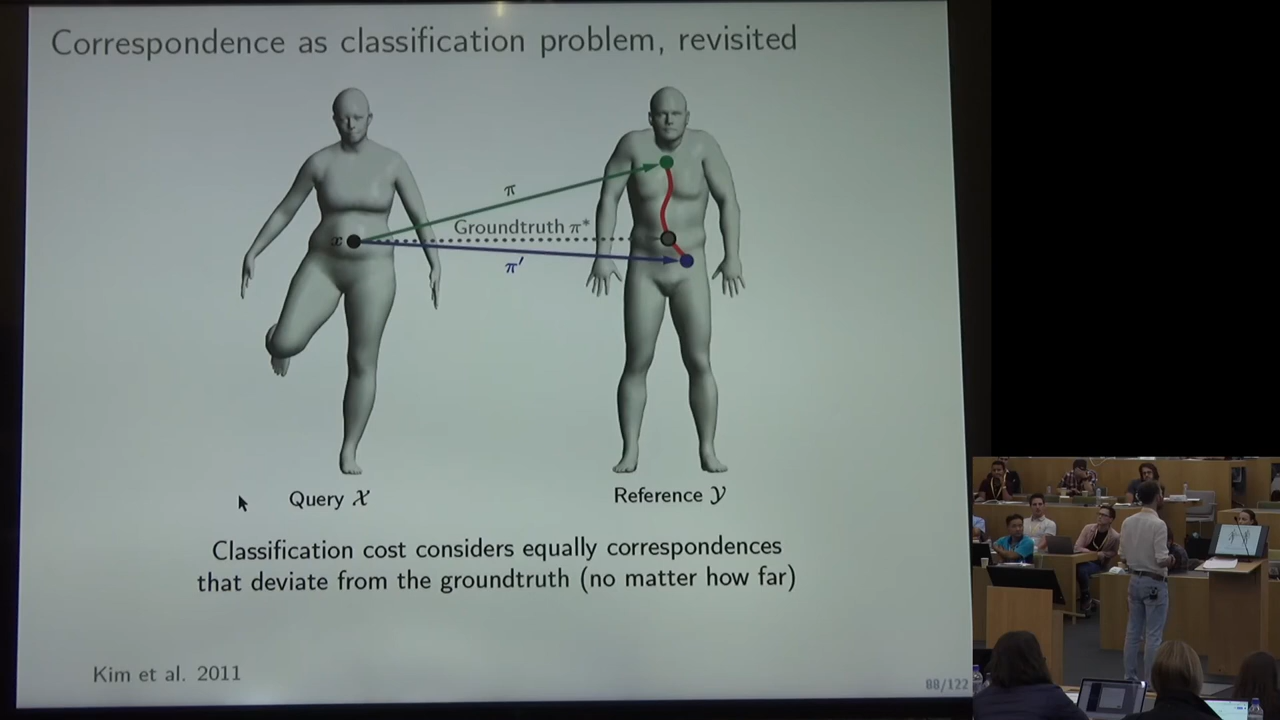 Correspondence as classification problem, revisited
π
Groundtruth π*
x
π′
Query 𝒳
Reference 𝒴
Classification cost considers equally correspondences
that deviate from the groundtruth (no matter how far)
Kim et al. 2011
88/122